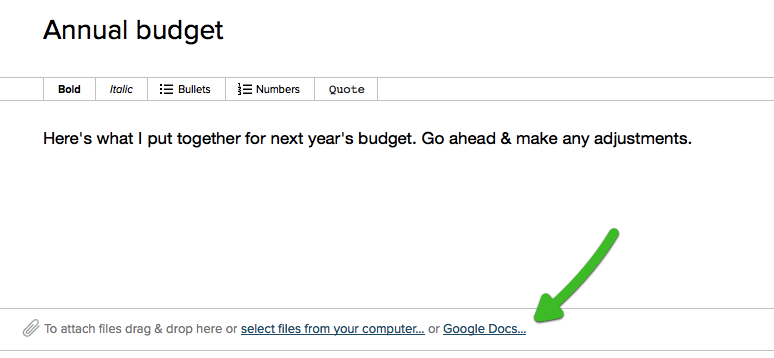 Annual budget
Bold Italic Bullets Numbers Quote
Here's what I put together for next year's budget. Go ahead & make any adjustments.
To attach files drag & drop here or select files from your computer... or Google Docs...